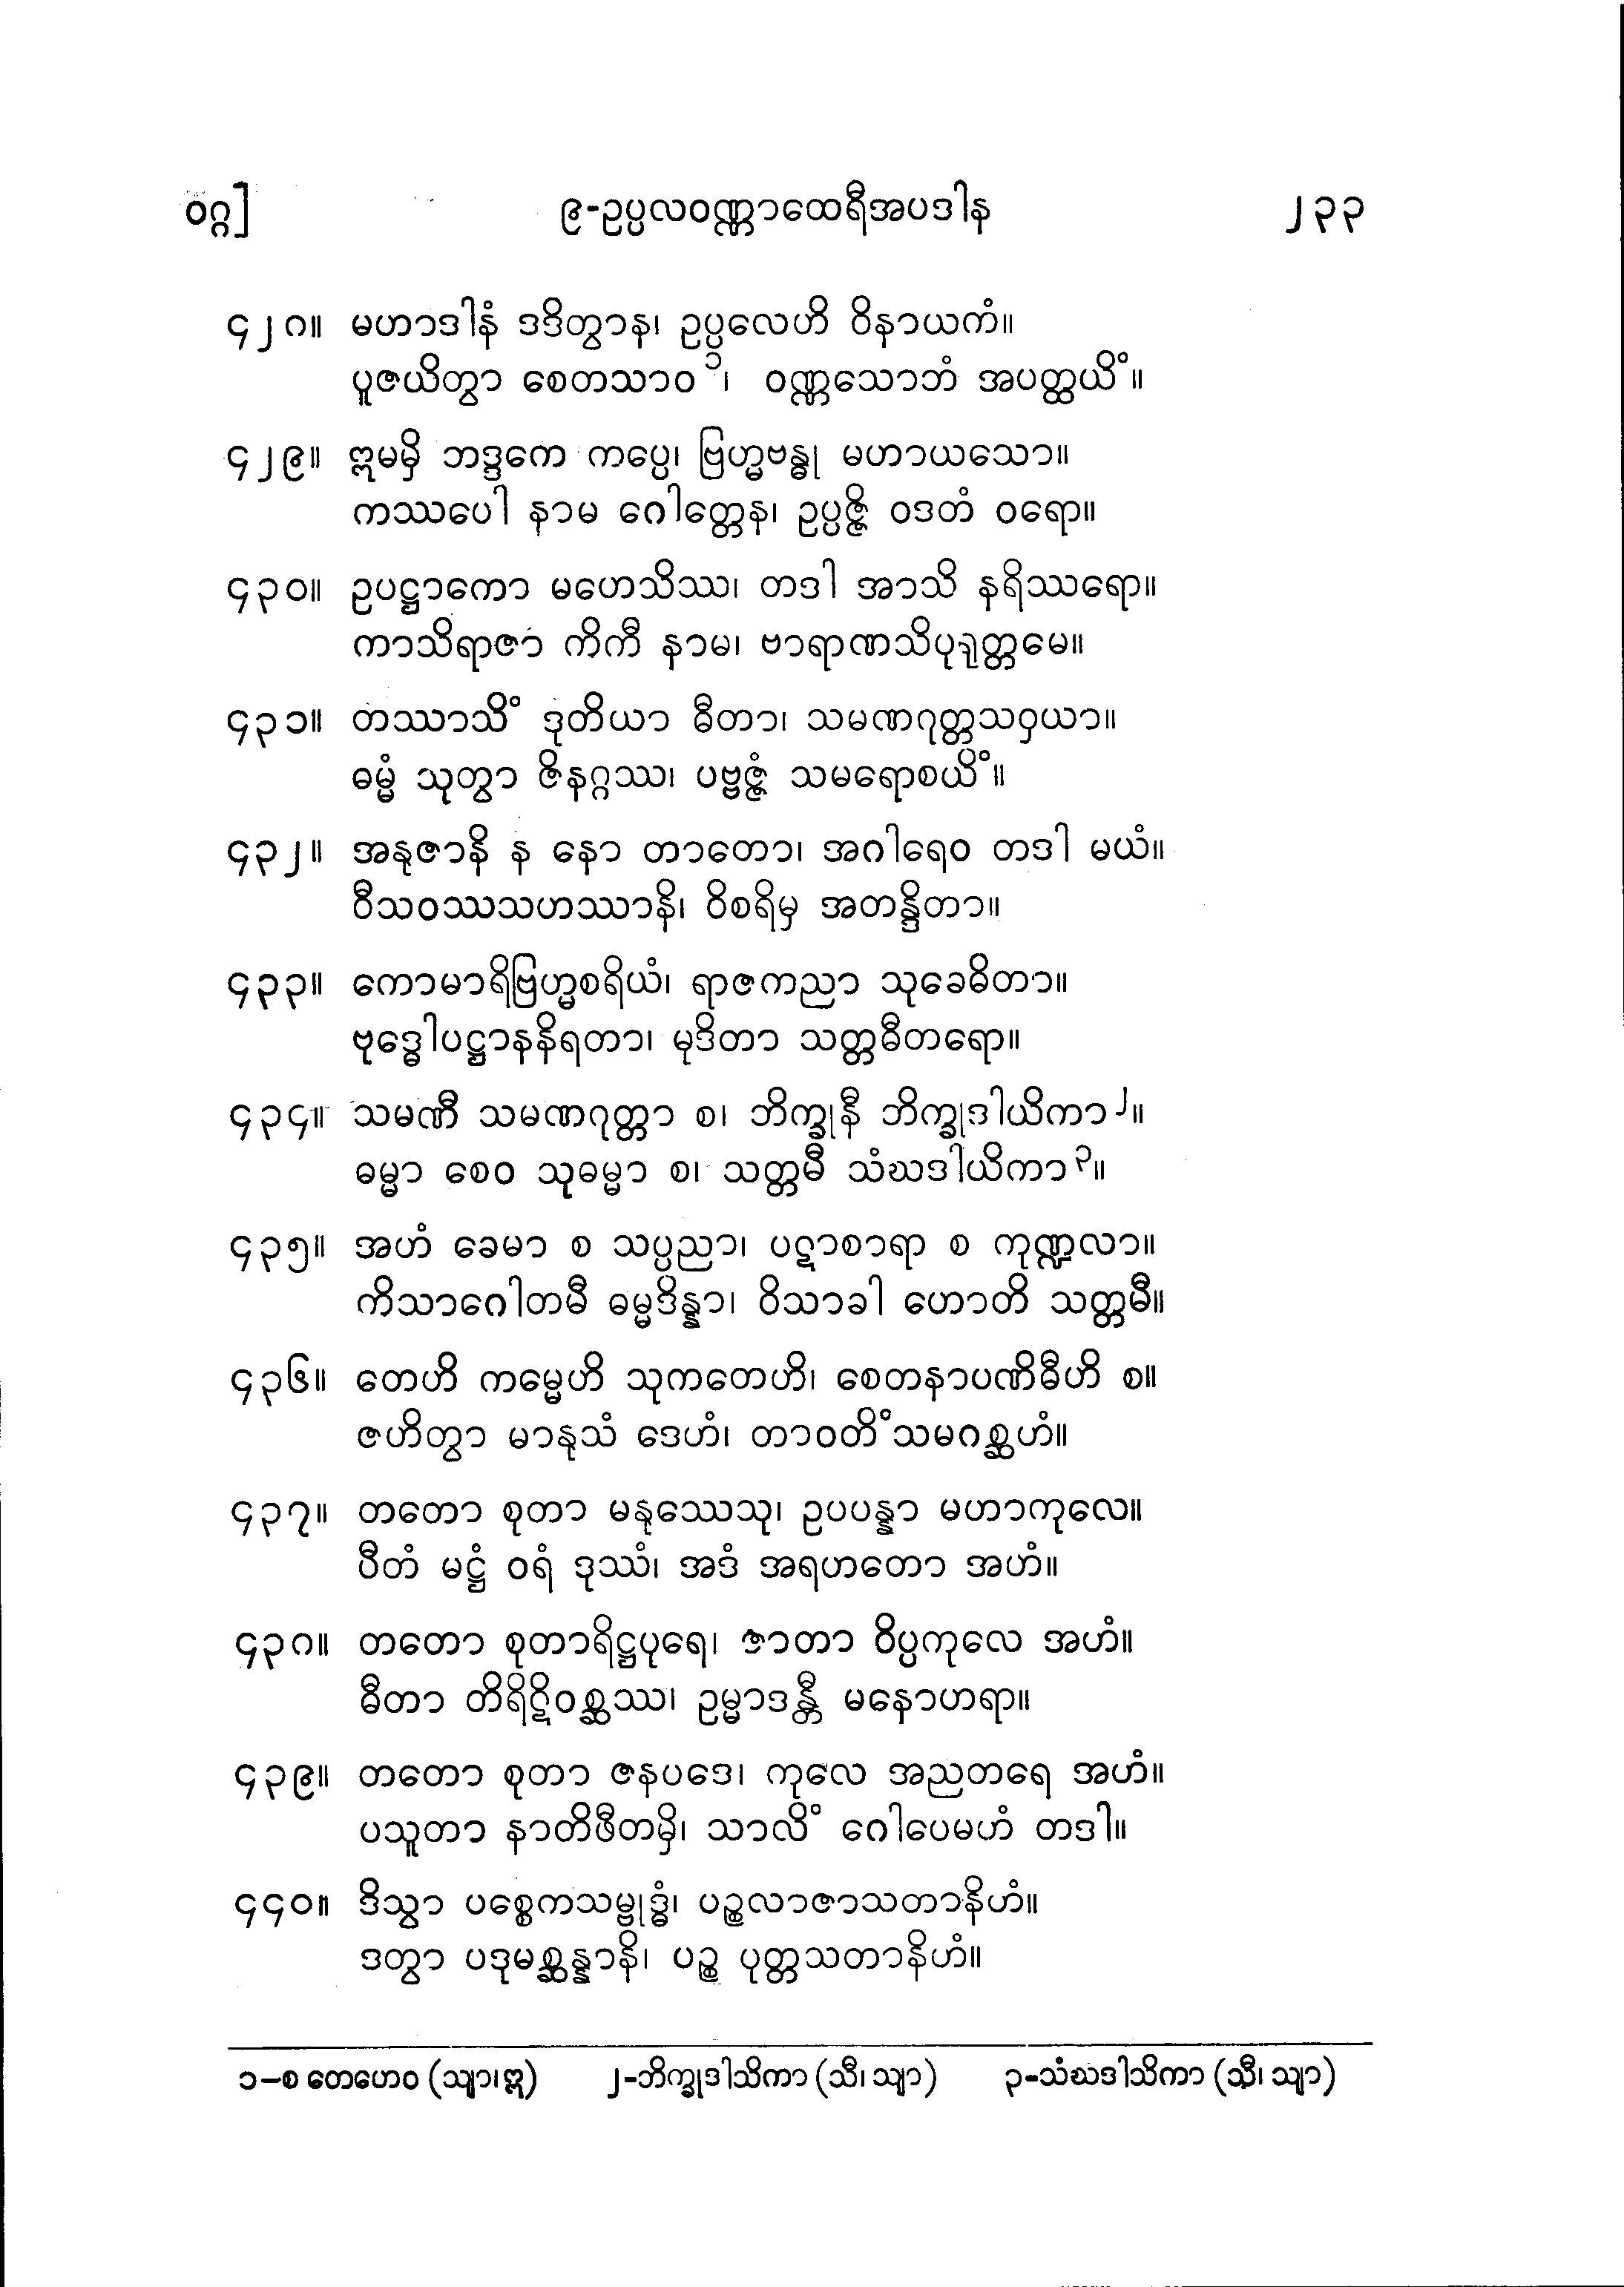 ဝဂ္ဂ]
၉-ဥပ္ပလဝဏ္ဏာထေရီအပဒါန
၂၃၃
၄၂၈။ မဟာဒါနံ ဒဒိတွာန၊ ဥပ္ပလေဟိ ဝိနာယကံ။
ပူဇယိတွာ စေတသာဝ ၁၊ ဝဏ္ဏသောဘံ အပတ္ထယိံ။
၄၂၉။ ဣမမှိ ဘဒ္ဒကေ ကပ္ပေ၊ ဗြဟ္မဗန္ဓု မဟာယသော။
ကဿပေါ နာမ ဂေါတ္တေန၊ ဥပ္ပဇ္ဇိ ဝဒတံ ဝရော။
၄၃၀။ ဥပဋ္ဌာကော မဟေသိဿ၊ တဒါ အာသိ နရိဿရော။
ကာသိရာဇာ ကိကီ နာမ၊ ဗာရာဏသိပုရုတ္တမေ။
၄၃၁။ တဿာသိံ ဒုတိယာ ဓီတာ၊ သမဏဂုတ္တသဝှယာ။
ဓမ္မံ သုတွာ ဇိနဂ္ဂဿ၊ ပဗ္ဗဇ္ဇံ သမရောစယိံ။
၄၃၂။ အနုဇာနိ န နော တာတော၊ အဂါရေဝ တဒါ မယံ။
ဝီသဝဿသဟဿာနိ၊ ဝိစရိမှ အတန္ဒိတာ။
၄၃၃။ ကောမာရိဗြဟ္မစရိယံ၊ ရာဇကညာ သုခေဓိတာ။
ဗုဒ္ဓေါပဋ္ဌာနနိရတာ၊ မုဒိတာ သတ္တဓီတရော။
၄၃၄။ သမဏီ သမဏဂုတ္တာ စ၊ ဘိက္ခုနီ ဘိက္ခုဒါယိကာ ၂။
ဓမ္မာ စေဝ သုဓမ္မာ စ၊ သတ္တမီ သံဃဒါယိကာ ၃။
၄၃၅။ အဟံ ခေမာ စ သပ္ပညာ၊ ပဋာစာရာ စ ကုဏ္ဍလာ။
ကိသာဂေါတမီ ဓမ္မဒိန္နာ၊ ဝိသာခါ ဟောတိ သတ္တမီ။
၄၃၆။ တေဟိ ကမ္မေဟိ သုကတေဟိ၊ စေတနာပဏိဓီဟိ စ။
ဇဟိတွာ မာနုသံ ဒေဟံ၊ တာဝတိံသမဂစ္ဆဟံ။
၄၃၇။ တတော စုတာ မနုဿေသု၊ ဥပပန္နာ မဟာကုလေ။
ပီတံ မဋ္ဌံ ဝရံ ဒုဿံ၊ အဒံ အရဟတော အဟံ။
၄၃၈။ တတော စုတာရိဋ္ဌပုရေ၊ ဇာတာ ဝိပ္ပကုလေ အဟံ။
ဓီတာ တိရိဋိဝစ္ဆဿ၊ ဥမ္မာဒန္တီ မနောဟရာ။
၄၃၉။ တတော စုတာ ဇနပဒေ၊ ကုလေ အညတရေ အဟံ။
ပသူတာ နာတိဖီတမှိ၊ သာလိံ ဂေါပေမဟံ တဒါ။
၄၄၀။ ဒိသွာ ပစ္စေကသမ္ဗုဒ္ဓံ၊ ပဉ္စလာဇာသတာနိဟံ။
ဒတွာ ပဒုမစ္ဆန္နာနိ၊ ပဉ္စ ပုတ္တသတာနိဟံ။
၁-စ တေဟေဝ (သျာ၊ ဣ) ၂-ဘိက္ခုဒါသိကာ (သီ၊ သျာ) ၃-သံဃဒါသိကာ (သီ၊ သျာ)